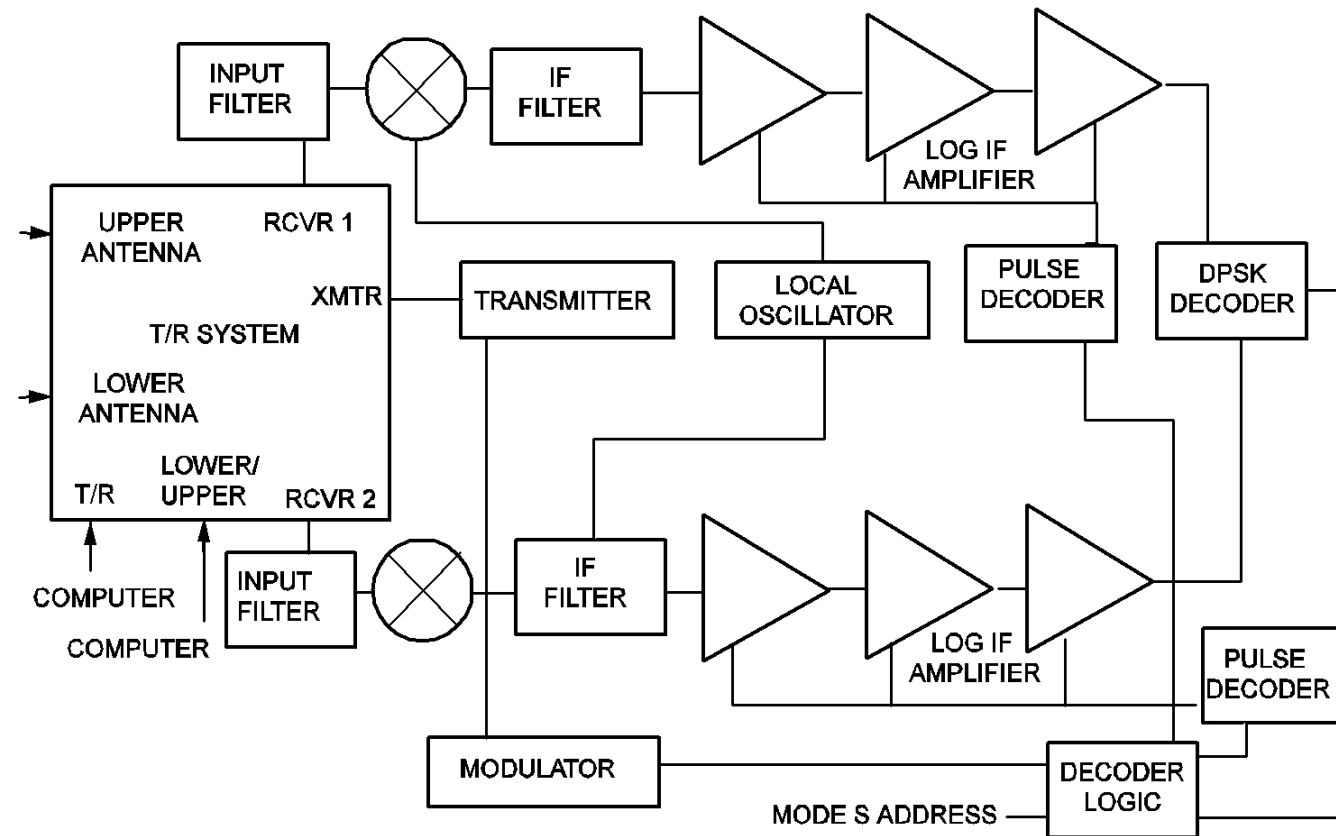 INPUT
FILTER
IF
FILTER
LOG IF
AMPLIFIER
UPPER
ANTENNA
RCVR 1
XMTR
T/R SYSTEM
LOWER
ANTENNA
T/R
LOWER/
UPPER
RCVR 2
TRANSMITTER
LOCAL
OSCILLATOR
PULSE
DECODER
DPSK
DECODER
COMPUTER
COMPUTER
INPUT
FILTER
IF
FILTER
LOG IF
AMPLIFIER
PULSE
DECODER
MODULATOR
DECODER
LOGIC
MODE S ADDRESS